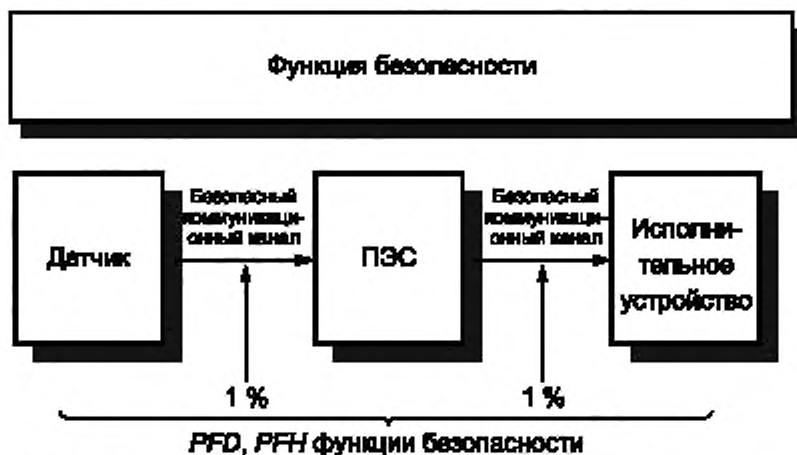 Функция безопасности
Безопасный
коммуникаци-
онный канал
Безопасный
коммуникаци-
онный канал
Датчик
ПЭС
Исполни-
тельное
устройство
1 %
1 %
PFD, PFH функции безопасности